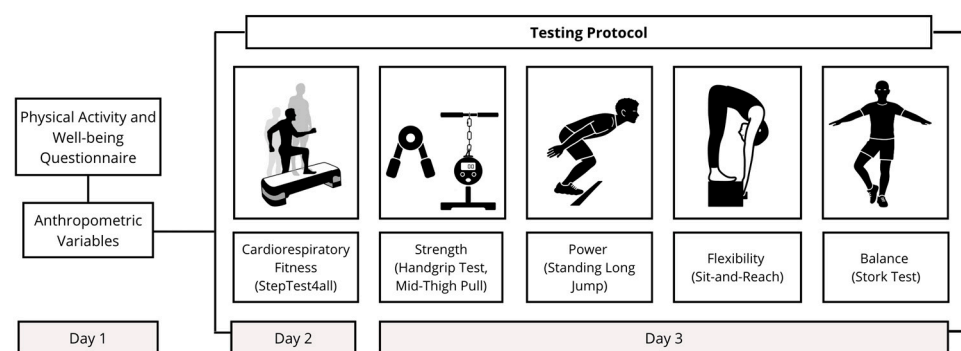 Testing Protocol
Physical Activity and
Well-being
Questionnaire
Anthropometric
Variables
00
Cardiorespiratory
Fitness
(StepTest4all)
Strength
(Handgrip Test,
Mid-Thigh Pull)
Power
(Standing Long
Jump)
Flexibility
(Sit-and-Reach)
Balance
(Stork Test)
Day 1
Day 2
Day 3